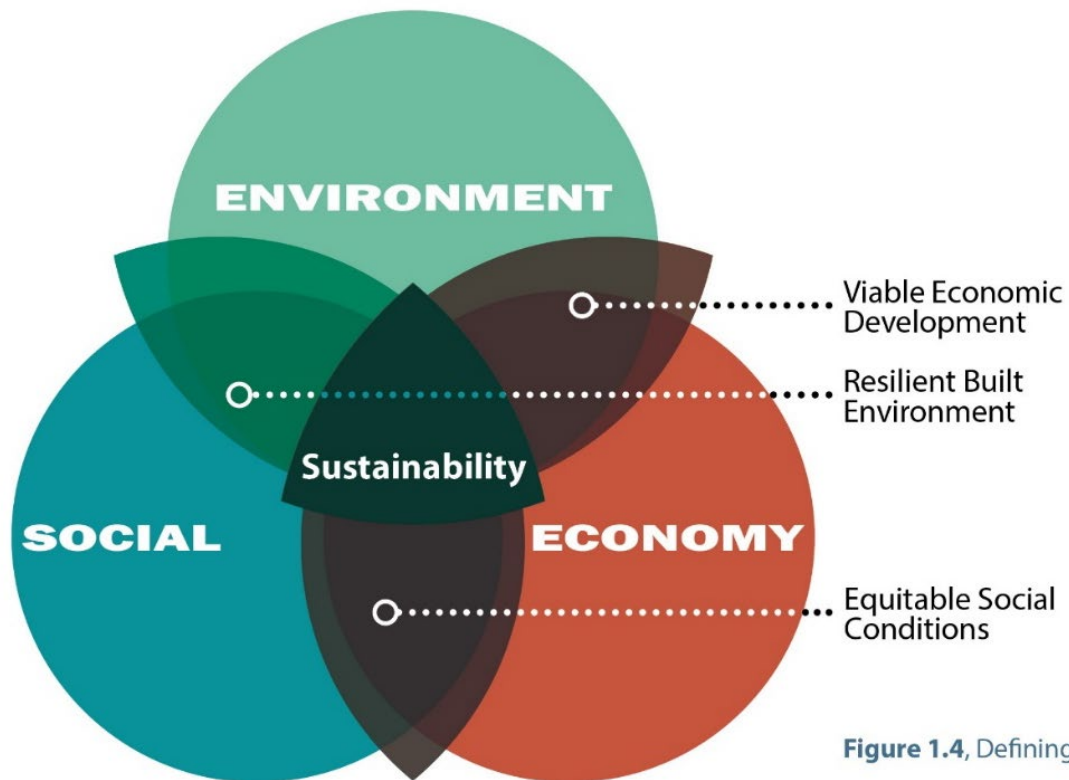 ENVIRONMENT
Viable Economic
Development
Resilient Built
Environment
Sustainability
SOCIAL
ECONOMY
Equitable Social
Conditions
Figure 1.4, Defining